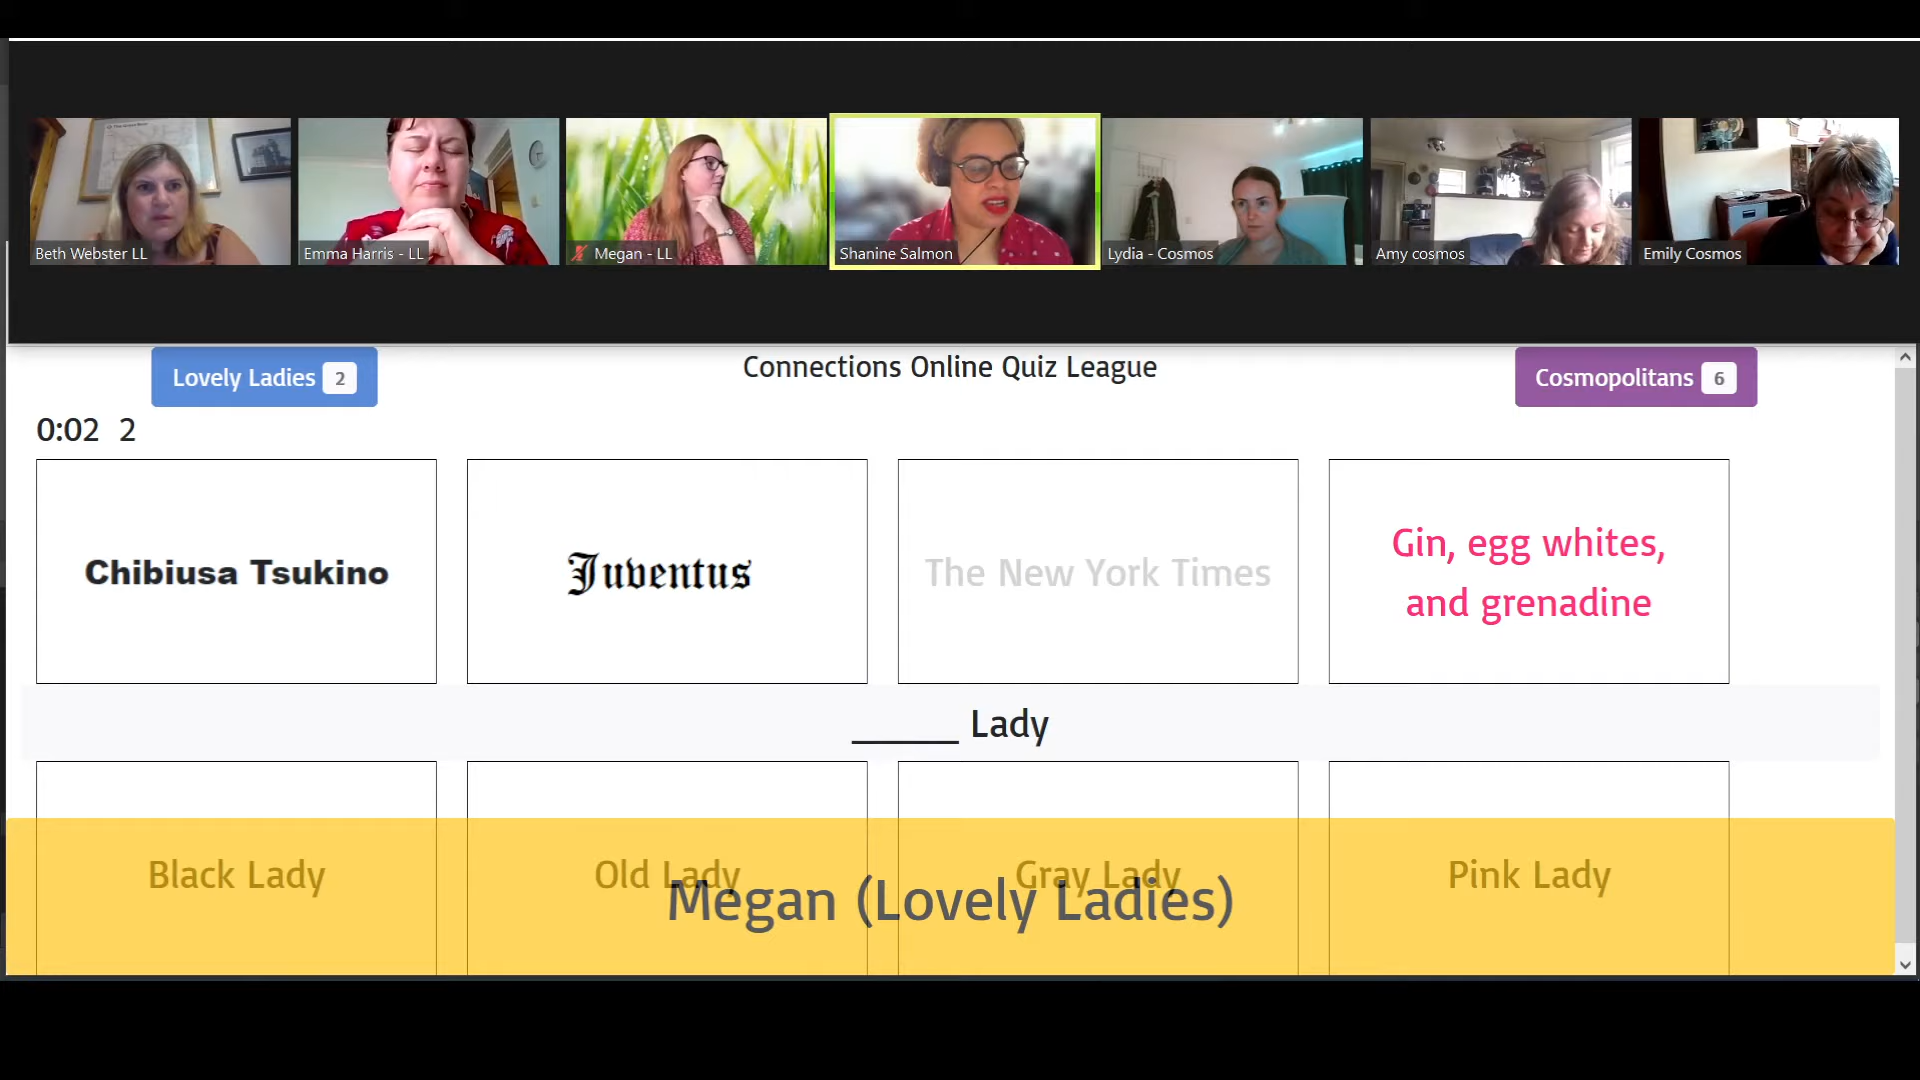 Beth Webster LL
Emma Harris - LL
Megan - LL
Shanine Salmon
Lydia - Cosmos
Amy cosmos
Emily Cosmos
Lovely Ladies 2
Connections Online Quiz League
Cosmopolitans 6
0:02 2
Chibiusa Tsukino
Juventus
The New York Times
Gin, egg whites,
and grenadine
______ Lady
Black Lady
Old Lady
Gray Lady
Pink Lady
Megan (Lovely Ladies)